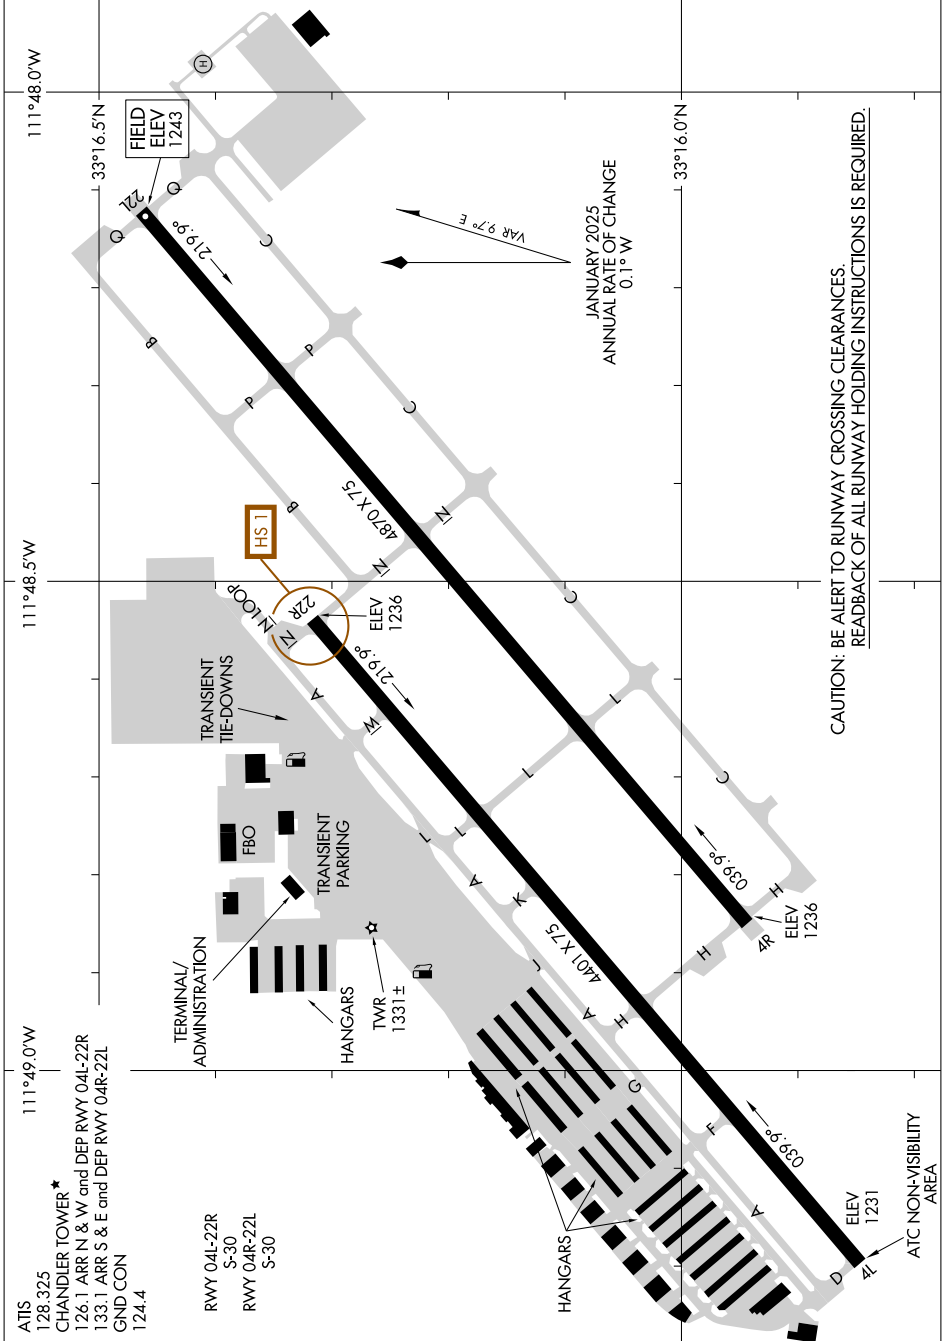 ATIS
128.325
CHANDLER TOWER★
126.1 ARR N & W and DEP RWY 04L-22R
133.1 ARR S & E and DEP RWY 04R-22L
GND CON
124.4
RWY 04L-22R
S-30
RWY 04R-22L
S-30
111°49.0'W
111°48.5'W
111°48.0'W
33°16.5'N
33°16.0'N
FIELD
ELEV
1243
H
22L
Q
Q
219.9°
C
B
P
P
C
B
4870 X 75
HS 1
N LOOP
N
22R
ELEV
1236
N
N
C
219.9°
A
M
TRANSIENT
TIE-DOWNS
FBO
TRANSIENT
PARKING
TERMINAL/
ADMINISTRATION
HANGARS
TWR
1331±
L
L
L
L
C
A
K
J
4401 X 75
A
H
H
H
039.9°
4R
ELEV
1236
G
F
A
039.9°
D
4L
ELEV
1231
ATC NON-VISIBILITY
AREA
HANGARS
VAR 9.7° E
JANUARY 2025
ANNUAL RATE OF CHANGE
0.1° W
CAUTION: BE ALERT TO RUNWAY CROSSING CLEARANCES.
READBACK OF ALL RUNWAY HOLDING INSTRUCTIONS IS REQUIRED.